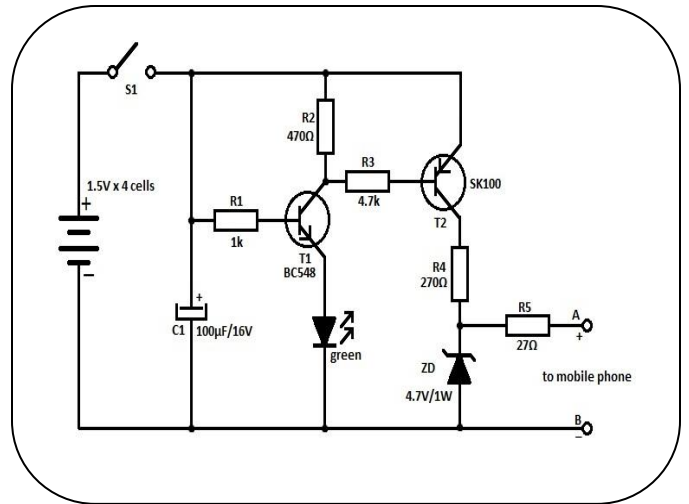 S1
1.5V x 4 cells
+
−
R1
1k
+
C1 100µF/16V
R2
470Ω
R3
4.7k
T1
BC548
green
SK100
T2
R4
270Ω
R5
27Ω
A
+
ZD
4.7V/1W
to mobile phone
B
−